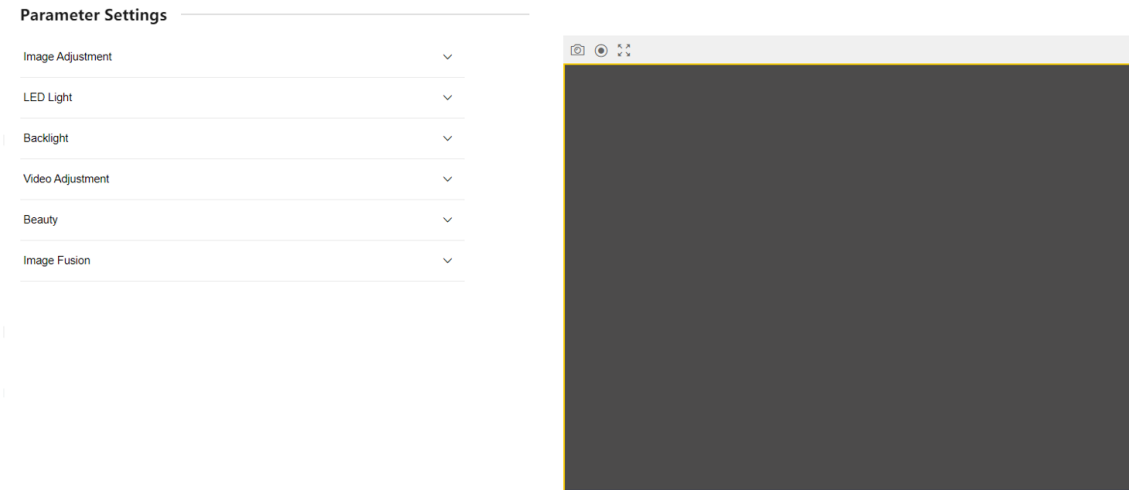 Parameter Settings
Image Adjustment
LED Light
Backlight
Video Adjustment
Beauty
Image Fusion